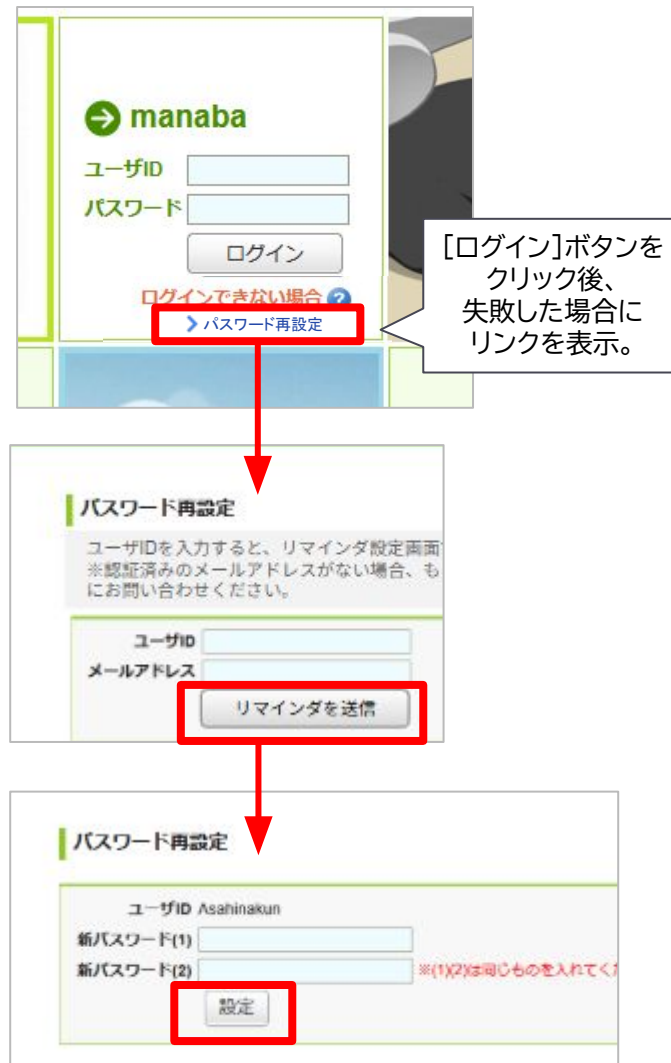 manaba
ユーザID
パスワード
ログイン
ログインできない場合 ?
パスワード再設定
[ログイン]ボタンを
クリック後、
失敗した場合に
リンクを表示。
パスワード再設定
ユーザIDを入力すると、リマインダ設定画面
※認証済みのメールアドレスがない場合、も
にお問い合わせください。
ユーザID
メールアドレス
リマインダを送信
パスワード再設定
ユーザID Asahinakun
新パスワード(1)
新パスワード(2) ※(1)(2)は同じものを入れてく
設定